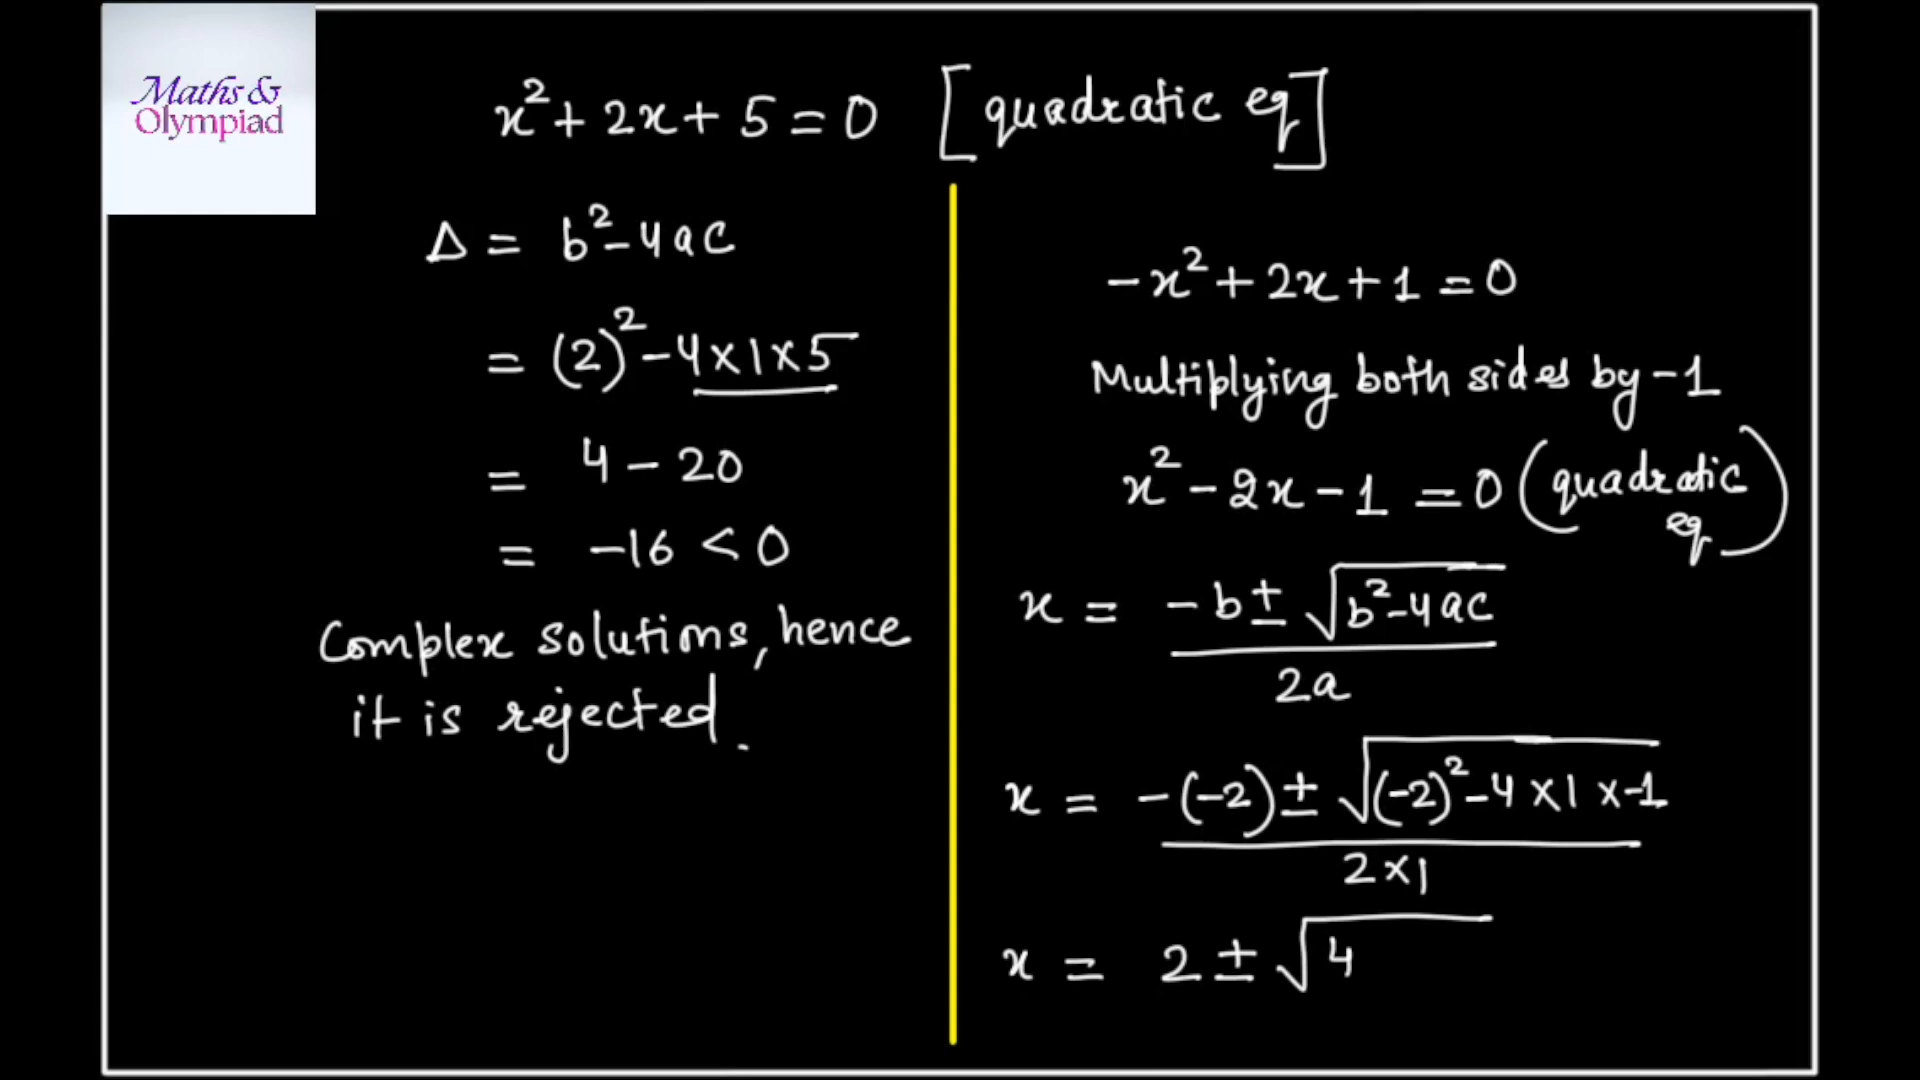 Maths &
Olympiad
x² + 2x + 5 = 0 [quadratic eq]
Δ = b² - 4ac
= (2)² - 4×1×5
= 4 - 20
= -16 < 0
Complex solutions, hence
it is rejected.
-x² + 2x + 1 = 0
Multiplying both sides by -1
x² - 2x - 1 = 0 (quadratic
eq)
x = -b ± √b² - 4ac
2a
x = -(-2) ± √(-2)² - 4×1×-1
2×1
x = 2 ± √4